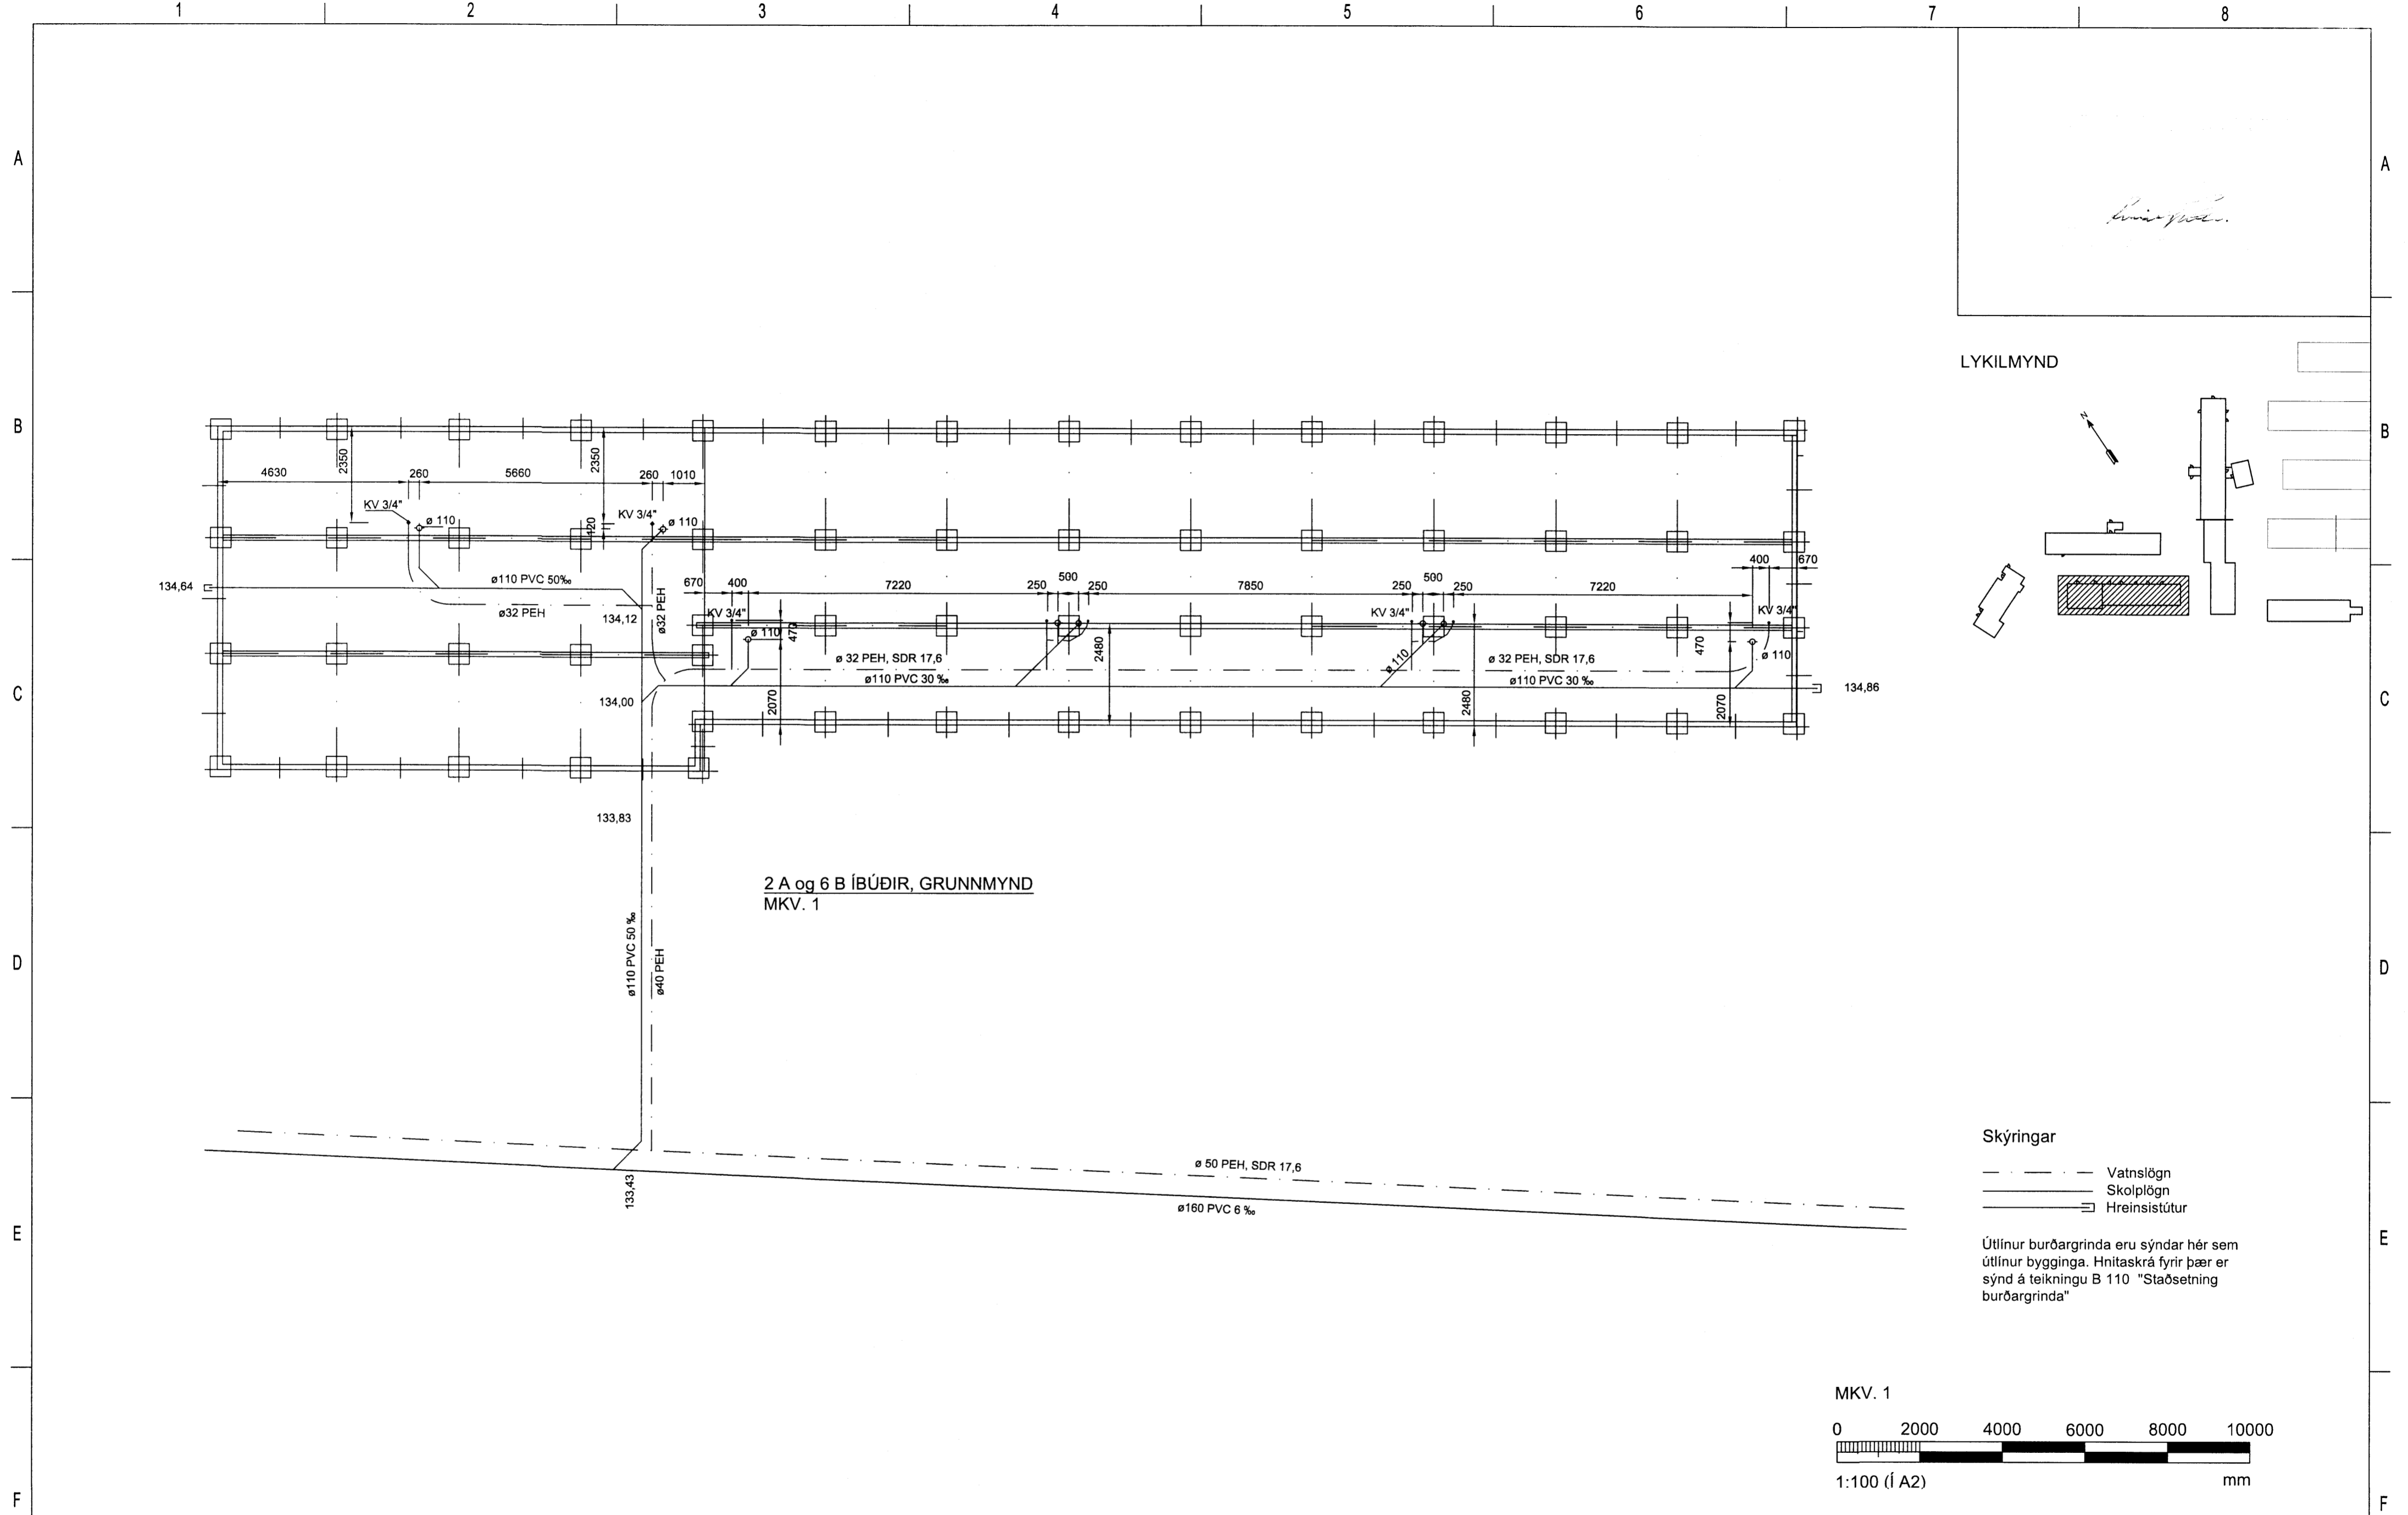 1 2 3 4 5 6 7 8
A A
LYKILMYND
N
B B
4630 2350 260 5660 2350 260 1010
KV 3/4" ø 110 KV 3/4" ø 110
420
134,64 ø110 PVC 50‰ ø32 PEH 670 400 7220 250 500 250 7850 250 500 250 7220 400 670
ø32 PEH 134,12 KV 3/4" KV 3/4" KV 3/4"
ø 110 470 2480 ø 110 470 ø 110
ø 32 PEH, SDR 17,6 ø 32 PEH, SDR 17,6
ø110 PVC 30 ‰ ø110 PVC 30 ‰
C 134,00 2070 2480 2070 134,86 C
133,83
2 A og 6 B ÍBÚÐIR, GRUNNMYND
MKV. 1
ø110 PVC 50 ‰ ø40 PEH
D D
Skýringar
ø 50 PEH, SDR 17,6
Vatnslögn
133,43
Skolplögn
ø160 PVC 6 ‰
Hreinsistútur
E E
Útlínur burðargrinda eru sýndar hér sem
útlínur bygginga. Hnitaskrá fyrir þær er
sýnd á teikningu B 110 "Staðsetning
burðargrinda"
MKV. 1
0 2000 4000 6000 8000 10000
1:100 (Í A2) mm
F F